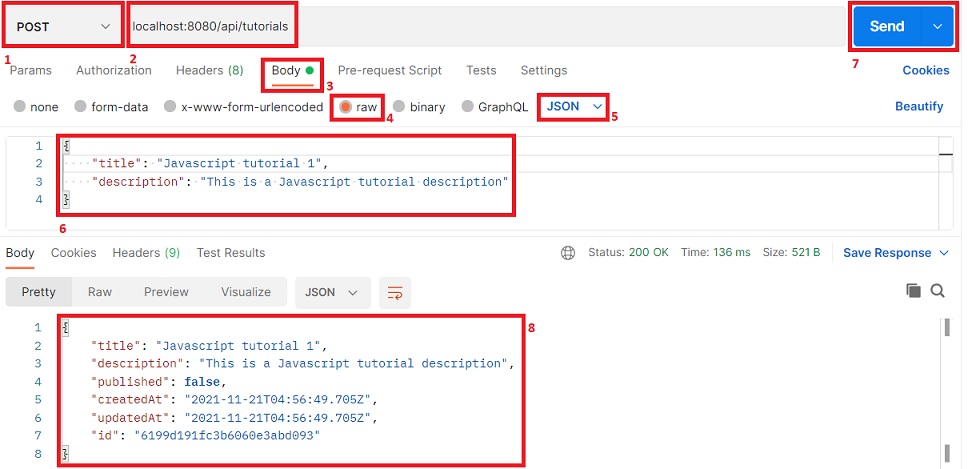 POST
localhost:8080/api/tutorials
Send
1
2
7
Params Authorization Headers (8) Body Pre-request Script Tests Settings Cookies
3
none form-data x-www-form-urlencoded raw binary GraphQL JSON Beautify
4
5
1 {
2 "title": "Javascript tutorial 1",
3 "description": "This is a Javascript tutorial description"
4 }
6
Body Cookies Headers (9) Test Results Status: 200 OK Time: 136 ms Size: 521 B Save Response
Pretty Raw Preview Visualize JSON
8
1 {
2 "title": "Javascript tutorial 1",
3 "description": "This is a Javascript tutorial description",
4 "published": false,
5 "createdAt": "2021-11-21T04:56:49.705Z",
6 "updatedAt": "2021-11-21T04:56:49.705Z",
7 "id": "6199d191fc3b6060e3abd093"
8 }